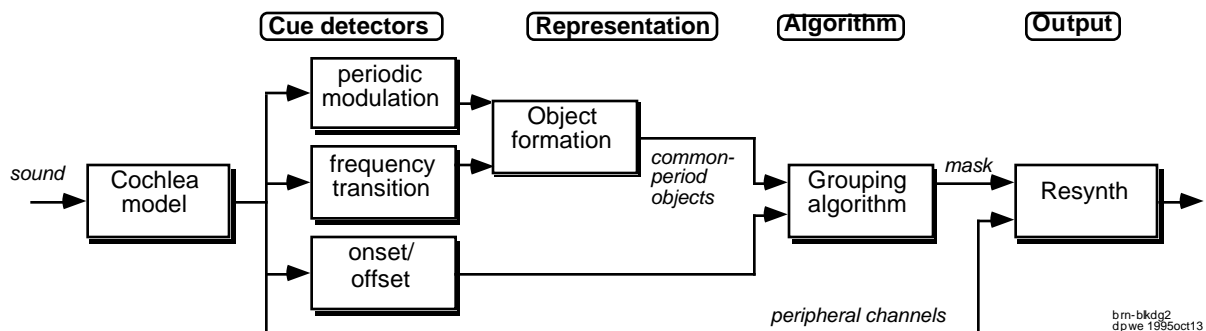 Cue detectors
Representation
Algorithm
Output
periodic
modulation
Object
formation
sound
Cochlea
model
frequency
transition
common-
period
objects
Grouping
algorithm
mask
Resynth
onset/
offset
peripheral channels
brn-blkdg2
dpwe 1995oct13